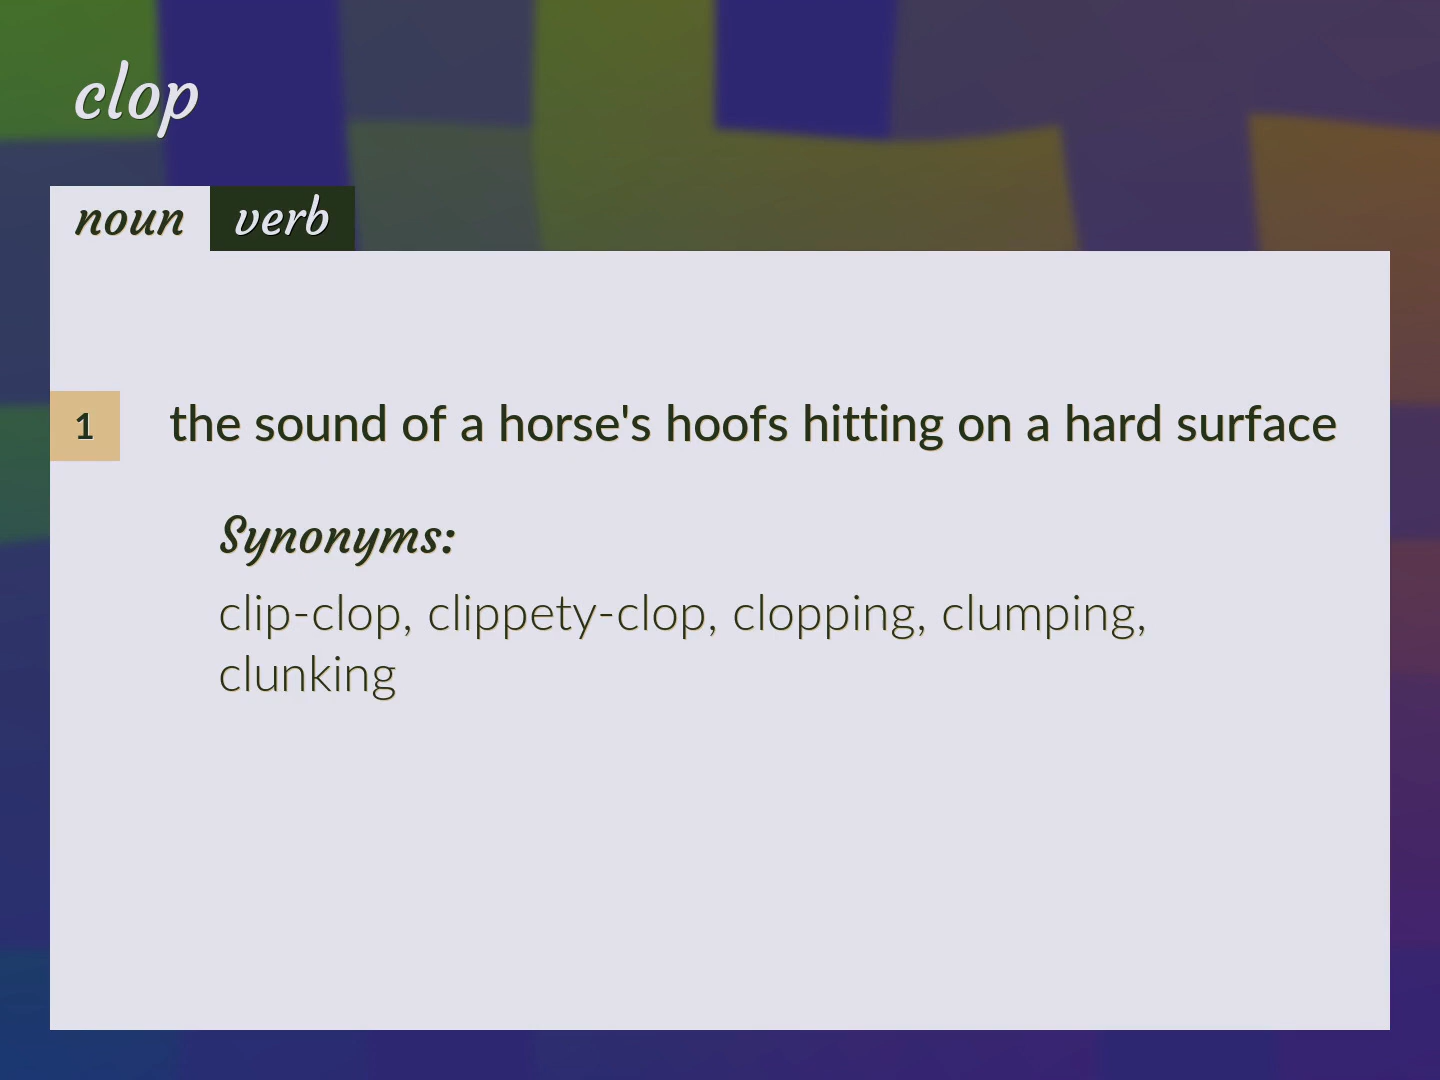 clop
noun verb
1 the sound of a horse's hoofs hitting on a hard surface
Synonyms:
clip-clop, clippety-clop, clopping, clumping,
clunking